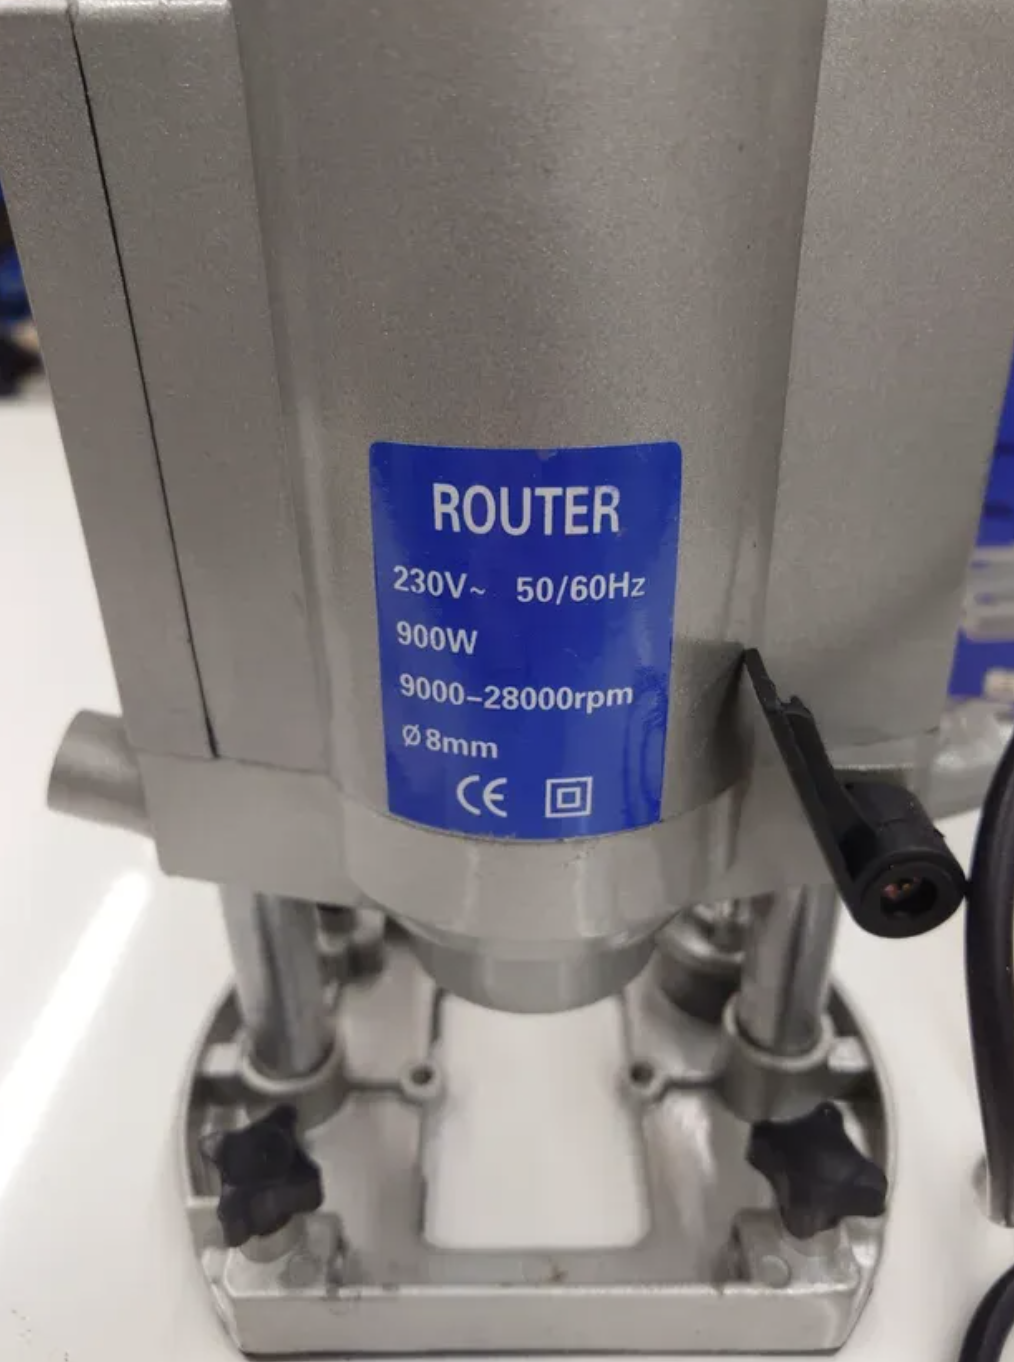 ROUTER
230V~ 50/60Hz
900W
9000-28000rpm
Ø8mm
CE